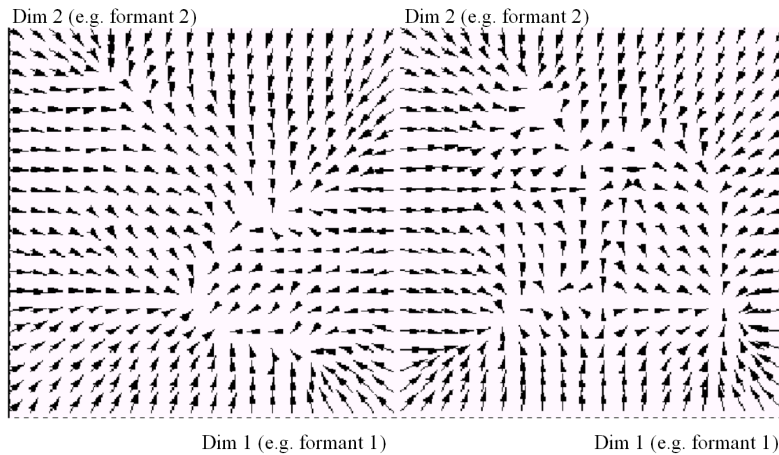 Dim 2 (e.g. formant 2)
Dim 2 (e.g. formant 2)
Dim 1 (e.g. formant 1)
Dim 1 (e.g. formant 1)